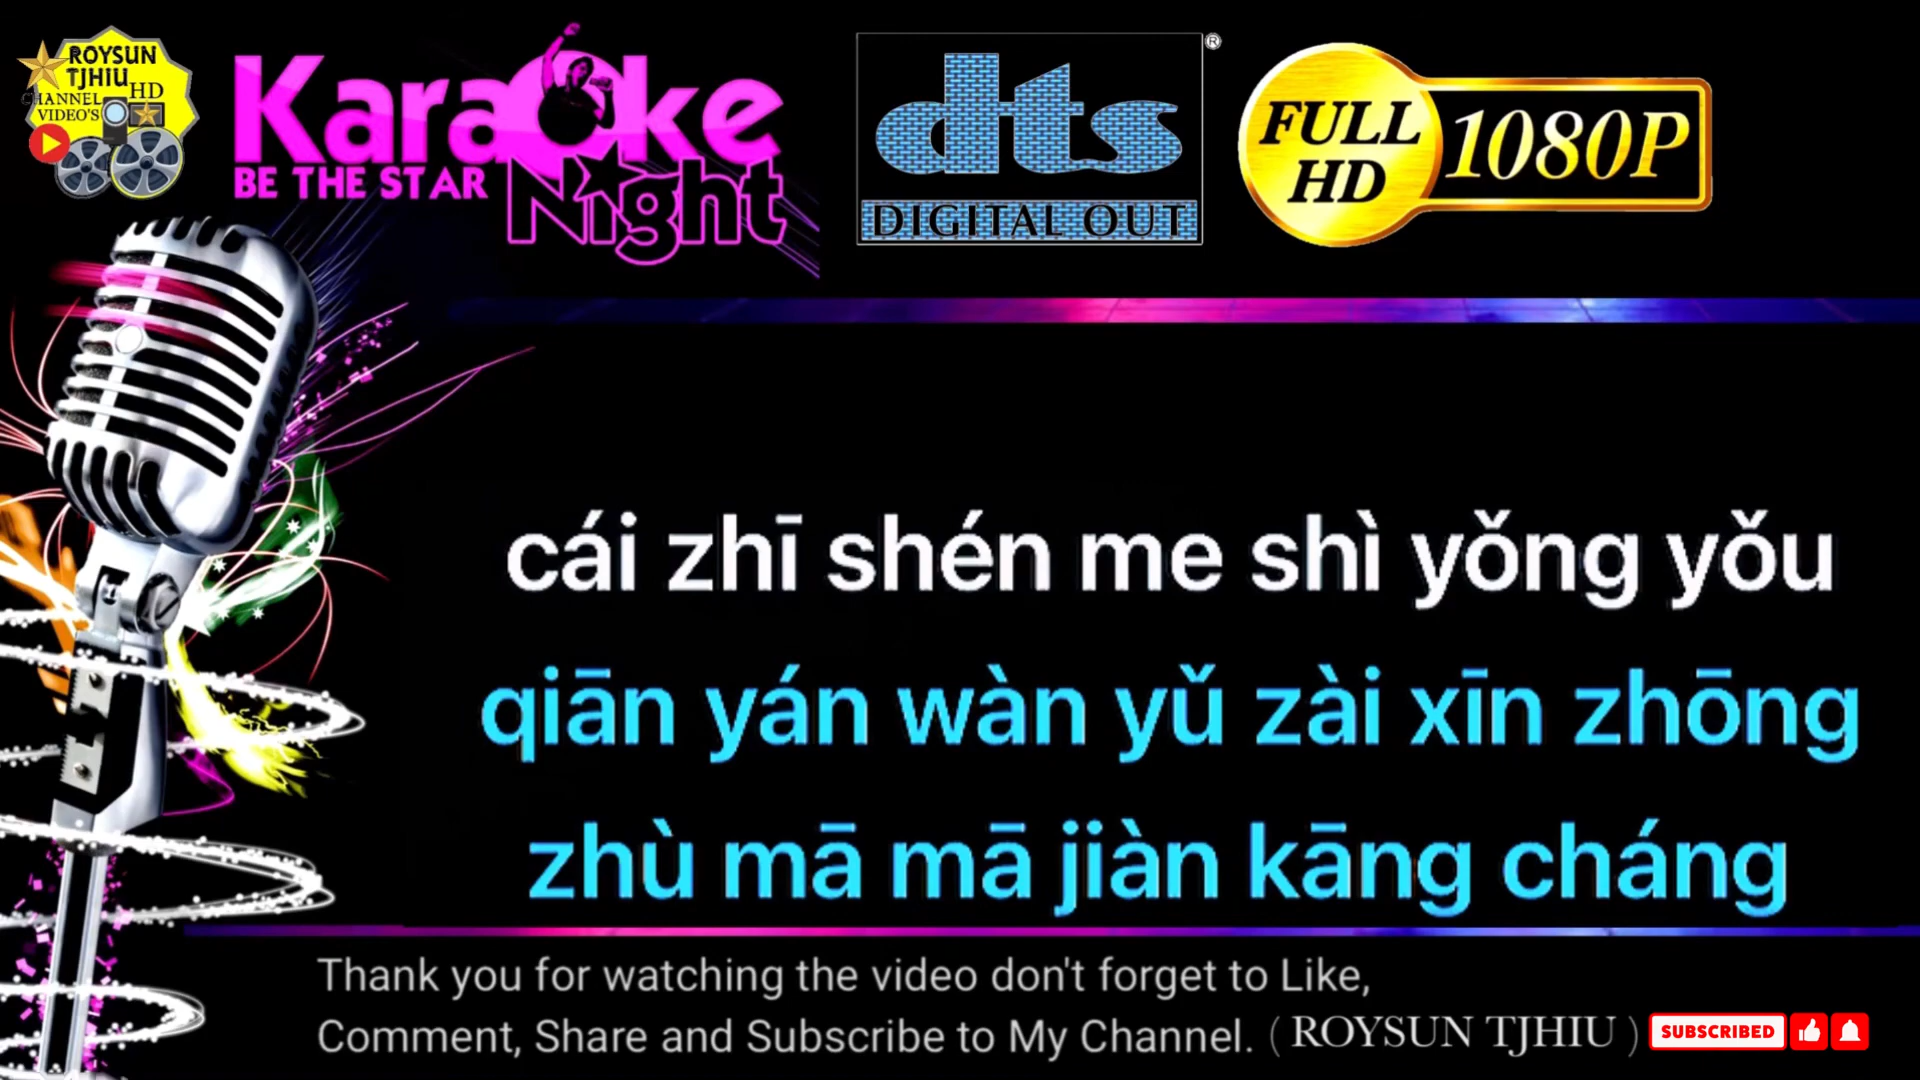 ROYSUN
TJHIU
HD
CHANNEL
VIDEO'S
Karaoke
BE THE STAR
Night
dts
®
DIGITAL OUT
FULL
HD
1080P
cái zhī shén me shì yǒng yǒu
qiān yán wàn yǔ zài xīn zhōng
zhù mā mā jiàn kāng cháng
Thank you for watching the video don't forget to Like,
Comment, Share and Subscribe to My Channel. ( ROYSUN TJHIU )
SUBSCRIBED